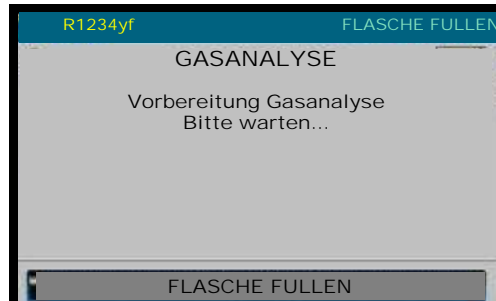 R1234yf FLASCHE FULLEN
GASANALYSE
Vorbereitung Gasanalyse
Bitte warten...
FLASCHE FULLEN